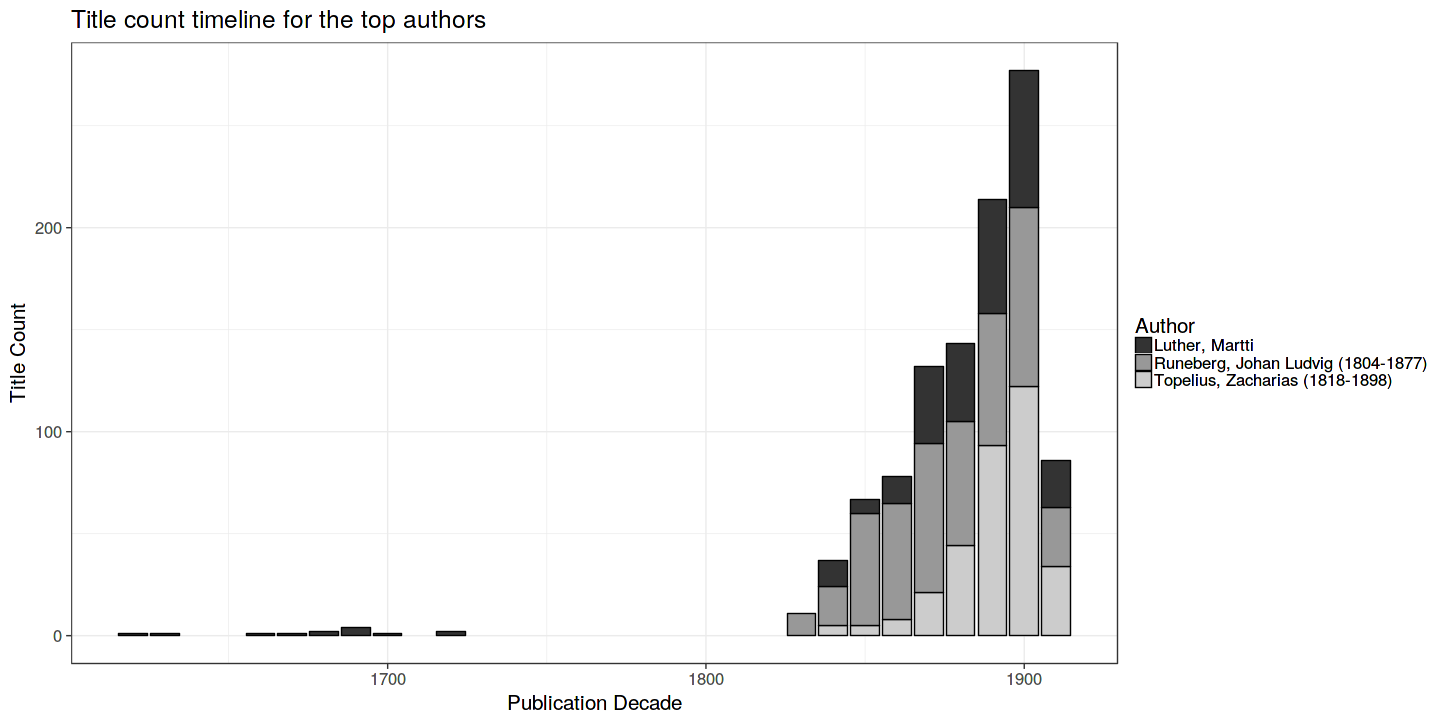 Title count timeline for the top authors
200
100
0
Title Count
1700
1800
1900
Publication Decade
Author
Luther, Martti
Runeberg, Johan Ludvig (1804-1877)
Topelius, Zacharias (1818-1898)